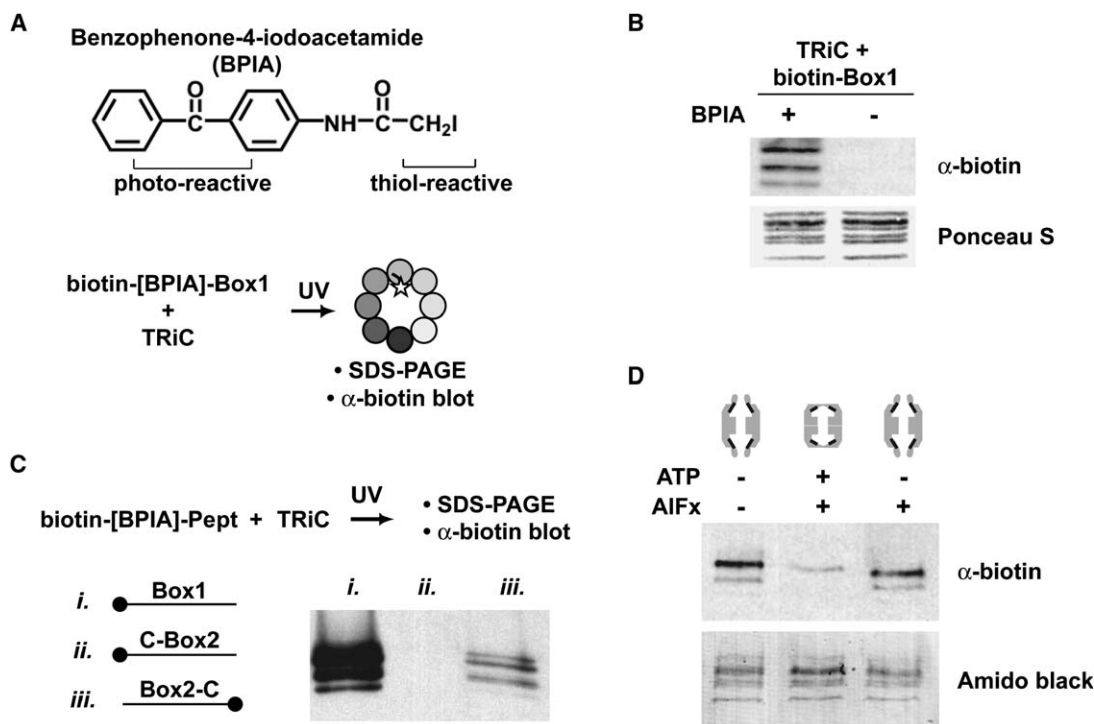 A
Benzophenone-4-iodoacetamide
(BPIA)
O
O
NH
C
C
CH2I
photo-reactive
thiol-reactive
biotin-[BPIA]-Box1
+
TRiC
UV
• SDS-PAGE
• α-biotin blot
B
TRiC +
biotin-Box1
BPIA + -
α-biotin
Ponceau S
C
biotin-[BPIA]-Pept + TRiC
UV
• SDS-PAGE
• α-biotin blot
i. Box1
ii. C-Box2
iii. Box2-C
i. ii. iii.
D
ATP - + -
AlFx - + +
α-biotin
Amido black